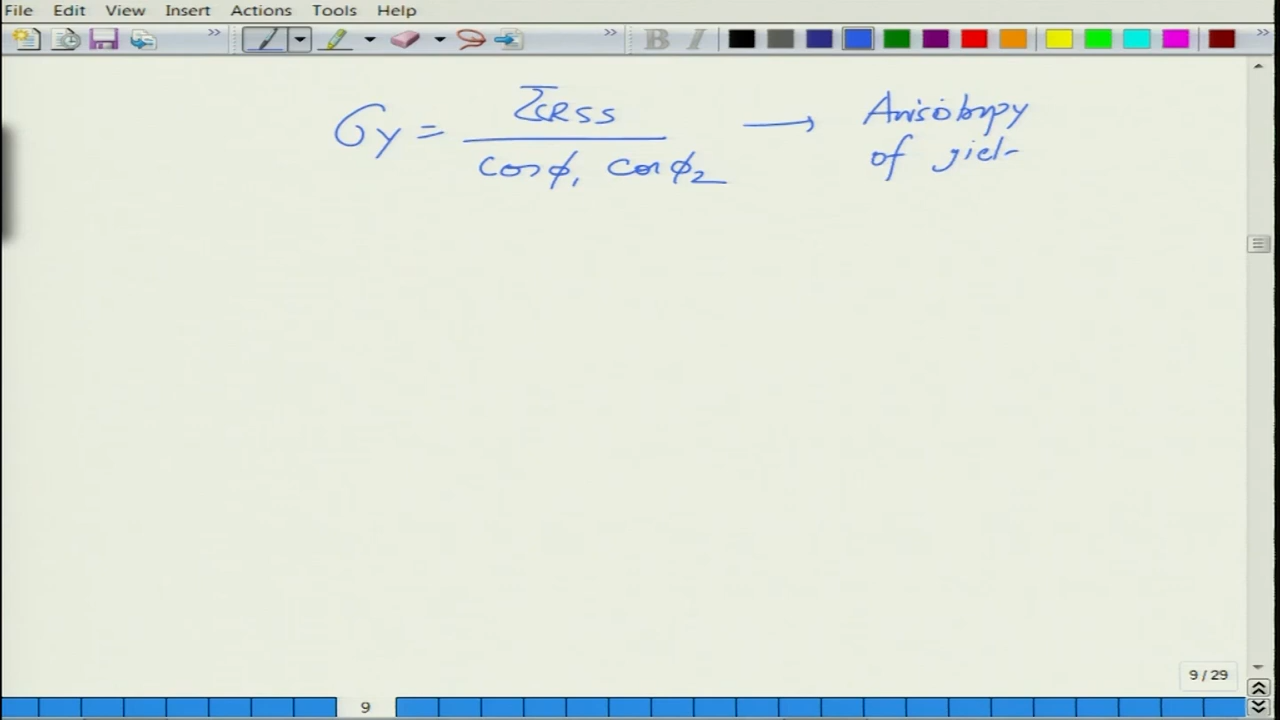 File Edit View Insert Actions Tools Help
B I
σy = τCRSS / cosϕ1 cosϕ2 → Anisotropy
of yiel
9 / 29
9